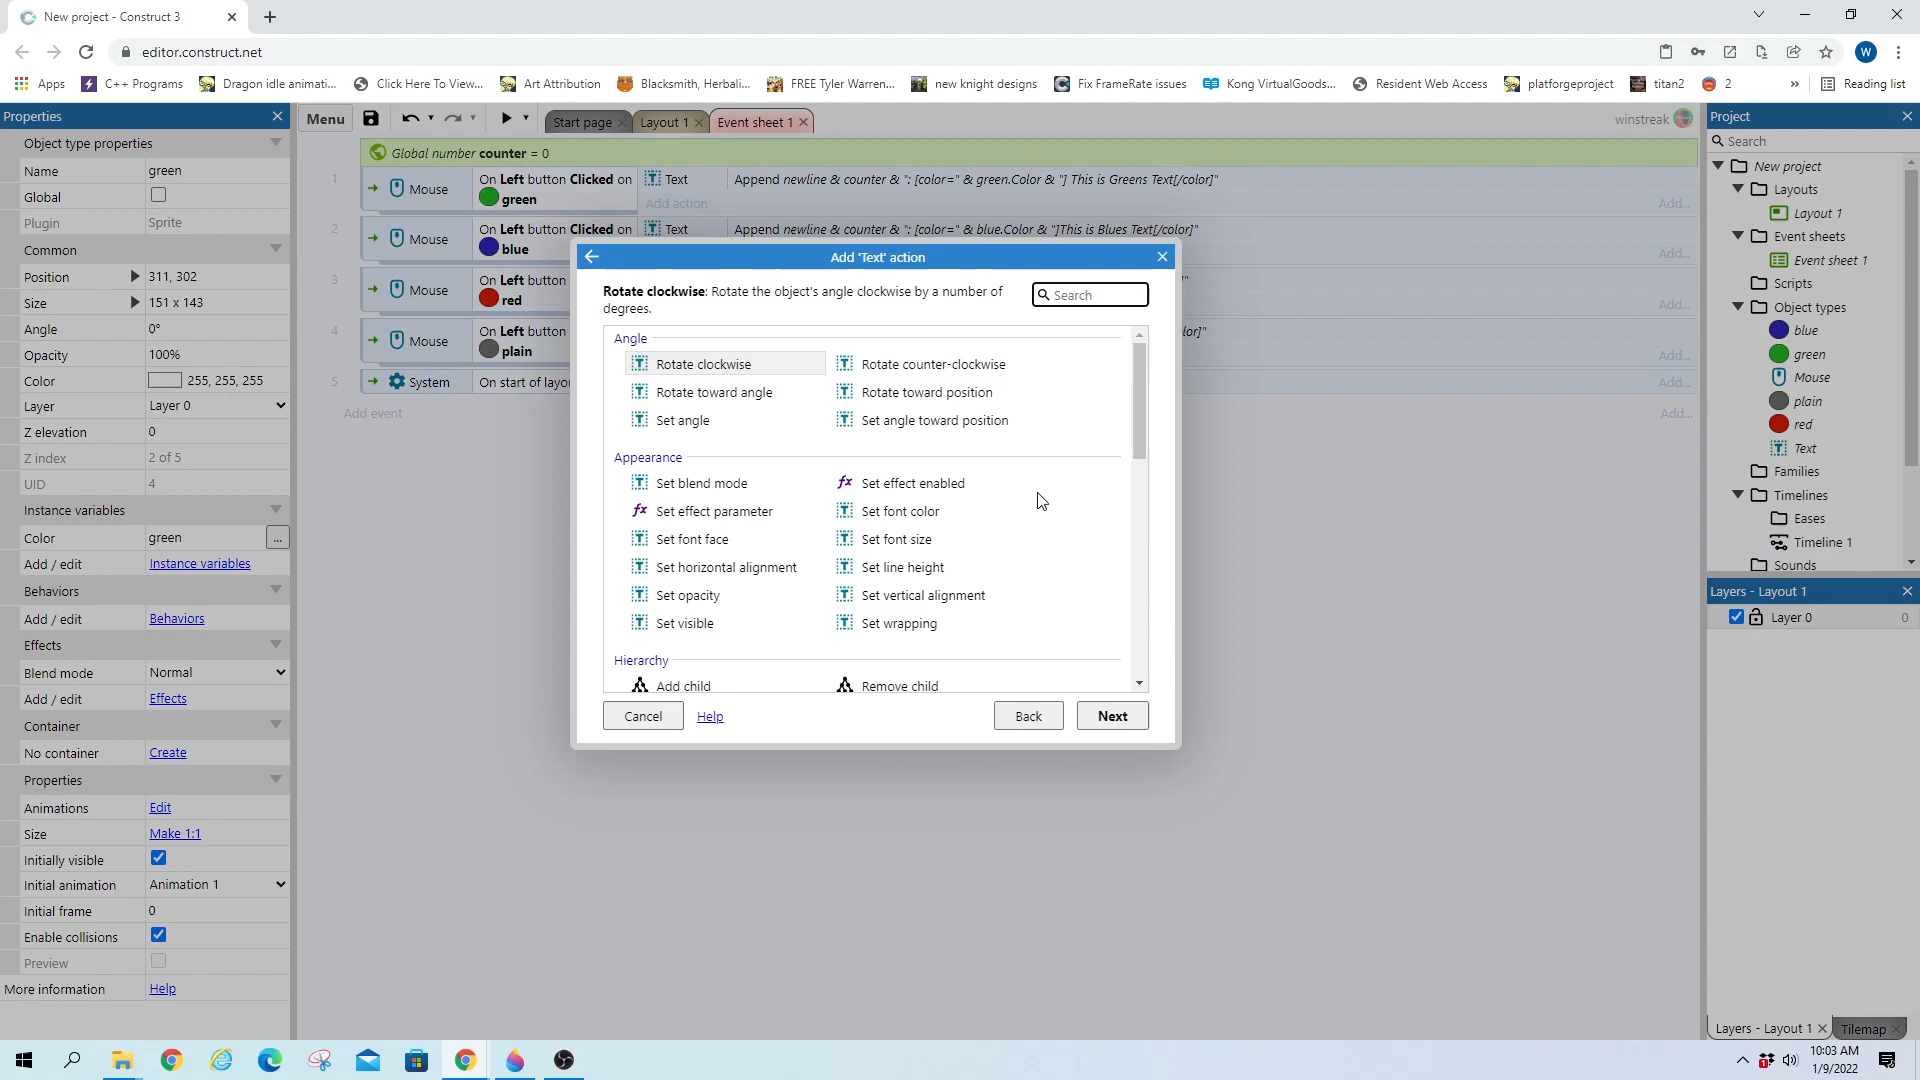 New project - Construct 3
editor.construct.net
W
Apps
C++ Programs
Dragon idle animati...
Click Here To View...
Art Attribution
Blacksmith, Herbali...
FREE Tyler Warren...
new knight designs
Fix FrameRate issues
Kong VirtualGoods...
Resident Web Access
platforgeproject
titan2
2
»
Reading list
Properties
Object type properties
Name green
Global
Plugin Sprite
Common
Position 311, 302
Size 151 x 143
Angle 0°
Opacity 100%
Color 255, 255, 255
Layer Layer 0
Z elevation 0
Z index 2 of 5
UID 4
Instance variables
Color green ...
Add / edit Instance variables
Behaviors
Add / edit Behaviors
Effects
Blend mode Normal
Add / edit Effects
Container
No container Create
Properties
Animations Edit
Size Make 1:1
Initially visible
Initial animation Animation 1
Initial frame 0
Enable collisions
Preview
More information Help
Menu
Start page
Layout 1
Event sheet 1
winstreak
Global number counter = 0
1 Mouse On Left button Clicked on green Text Append newline & counter & ": [color=" & green.Color & "] This is Greens Text[/color]"
Add action Add...
2 Mouse On Left button Clicked on blue Text Append newline & counter & ": [color=" & blue.Color & "]This is Blues Text[/color]"
Add...
3 Mouse On Left button red
Add...
4 Mouse On Left button plain lor]"
Add...
5 System On start of layou Add...
Add event Add...
Add 'Text' action
Rotate clockwise: Rotate the object's angle clockwise by a number of
degrees.
Search
Angle
Rotate clockwise Rotate counter-clockwise
Rotate toward angle Rotate toward position
Set angle Set angle toward position
Appearance
Set blend mode Set effect enabled
Set effect parameter Set font color
Set font face Set font size
Set horizontal alignment Set line height
Set opacity Set vertical alignment
Set visible Set wrapping
Hierarchy
Add child Remove child
Cancel Help Back Next
Project
Search
New project
Layouts
Layout 1
Event sheets
Event sheet 1
Scripts
Object types
blue
green
Mouse
plain
red
Text
Families
Timelines
Eases
Timeline 1
Sounds
Layers - Layout 1
Layer 0 0
Layers - Layout 1
Tilemap
10:03 AM
1/9/2022